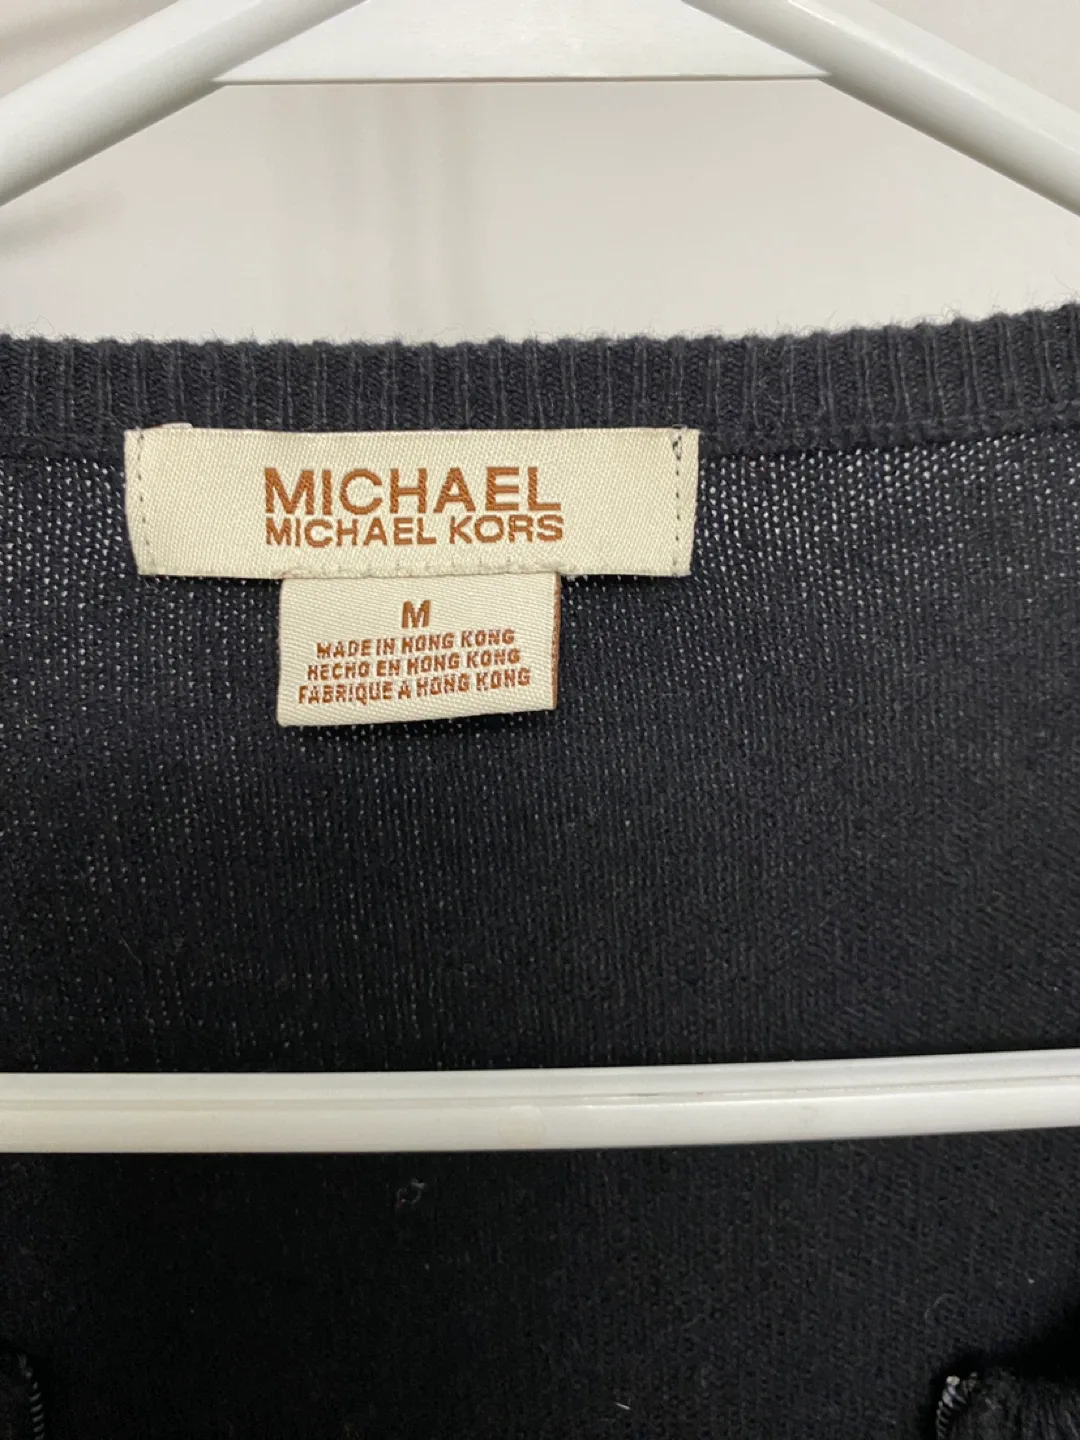 MICHAEL
MICHAEL KORS
M
MADE IN HONG KONG
HECHO EN HONG KONG
FABRIQUE A HONG KONG